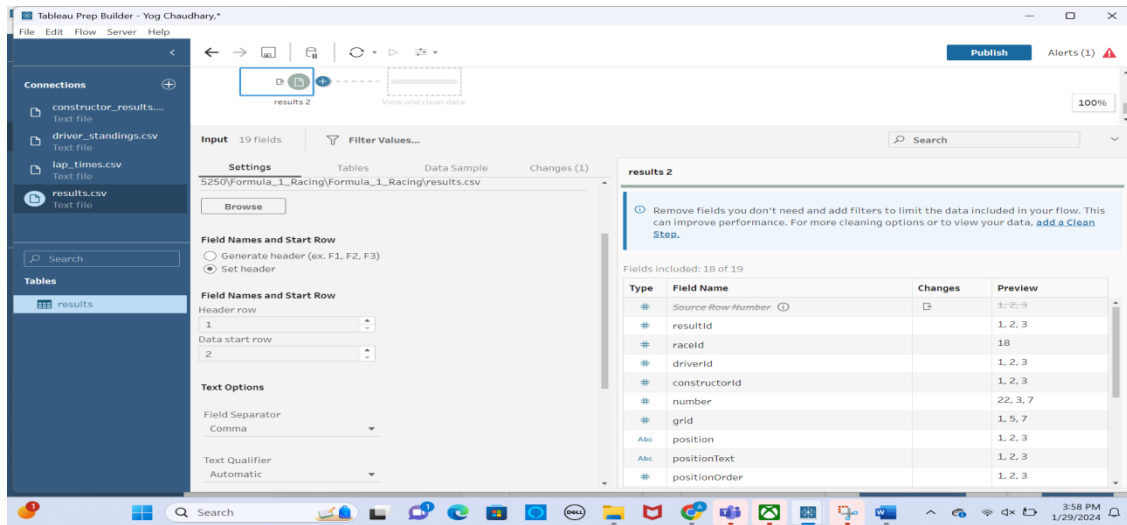 Tableau Prep Builder - Yog Chaudhary,*
File Edit Flow Server Help
Publish
Alerts (1)
Connections
constructor_results....
Text file
driver_standings.csv
Text file
lap_times.csv
Text file
results.csv
Text file
Search
Tables
results
results 2
View and clean data
100%
Input 19 fields
Filter Values...
Search
Settings
Tables
Data Sample
Changes (1)
5250\Formula_1_Racing\Formula_1_Racing\results.csv
Browse
Field Names and Start Row
Generate header (ex. F1, F2, F3)
Set header
Field Names and Start Row
Header row
1
Data start row
2
Text Options
Field Separator
Comma
Text Qualifier
Automatic
results 2
Remove fields you don't need and add filters to limit the data included in your flow. This
can improve performance. For more cleaning options or to view your data, add a Clean
Step.
Fields included: 18 of 19
Type Field Name Changes Preview
# Source Row Number 1, 2, 3
# resultId 1, 2, 3
# raceId 18
# driverId 1, 2, 3
# constructorId 1, 2, 3
# number 22, 3, 7
# grid 1, 5, 7
Abc position 1, 2, 3
Abc positionText 1, 2, 3
# positionOrder 1, 2, 3
1
Search
DELL
W
3:58 PM
1/29/2024